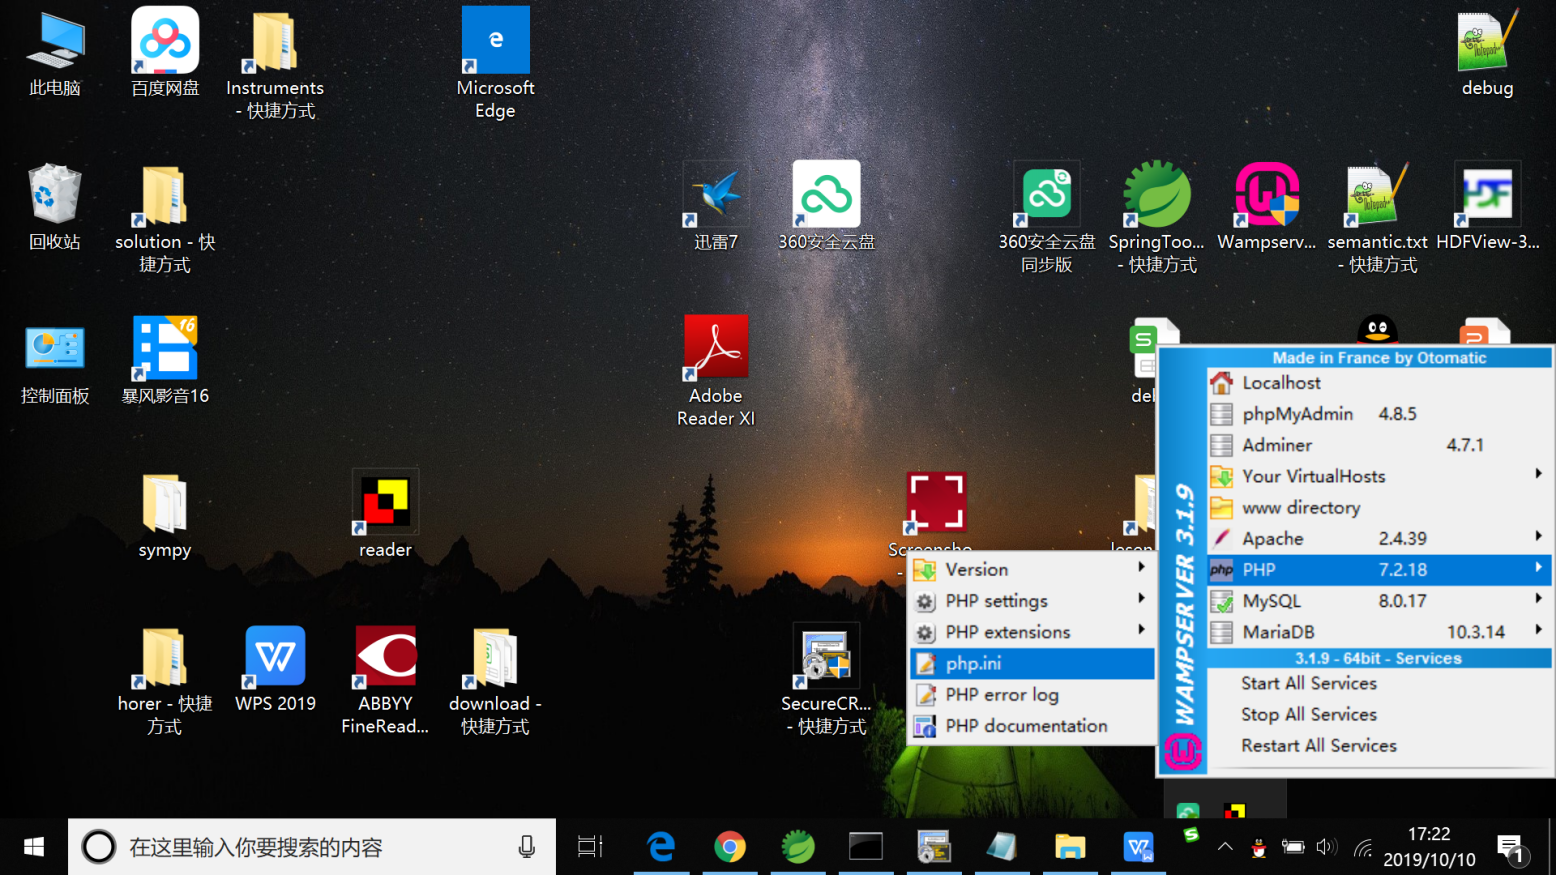 此电脑
百度网盘
Instruments
- 快捷方式
Microsoft
Edge
debug
回收站
solution - 快
捷方式
迅雷7
360安全云盘
360安全云盘
同步版
SpringToo...
- 快捷方式
Wampserv...
semantic.txt
- 快捷方式
HDF
HDFView-3...
控制面板
16
暴风影音16
Adobe
Reader XI
sympy
reader
horer - 快捷
方式
WPS 2019
ABBYY
FineRead...
download -
快捷方式
SecureCR...
- 快捷方式
Made in France by Otomatic
Localhost
phpMyAdmin 4.8.5
Adminer 4.7.1
Your VirtualHosts
www directory
Apache 2.4.39
php PHP 7.2.18
MySQL 8.0.17
MariaDB 10.3.14
3.1.9 - 64bit - Services
Start All Services
Stop All Services
Restart All Services
WAMPSERVER 3.1.9
Version
PHP settings
PHP extensions
php.ini
PHP error log
PHP documentation
在这里输入你要搜索的内容
17:22
2019/10/10
1